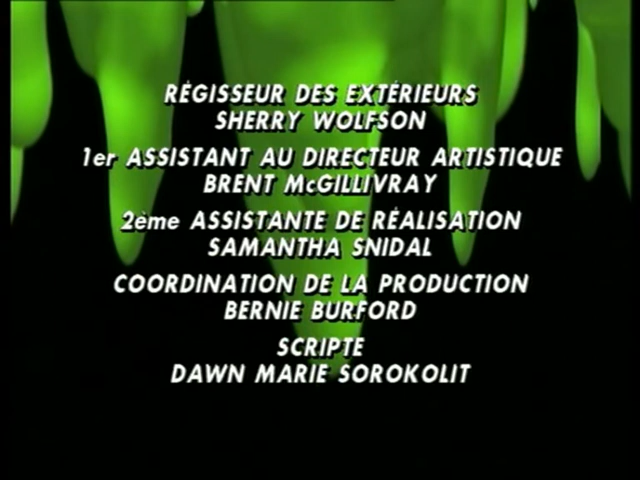 RÉGISSEUR DES EXTÉRIEURS
SHERRY WOLFSON
1er ASSISTANT AU DIRECTEUR ARTISTIQUE
BRENT McGILLIVRAY
2ème ASSISTANTE DE RÉALISATION
SAMANTHA SNIDAL
COORDINATION DE LA PRODUCTION
BERNIE BURFORD
SCRIPTE
DAWN MARIE SOROKOLIT